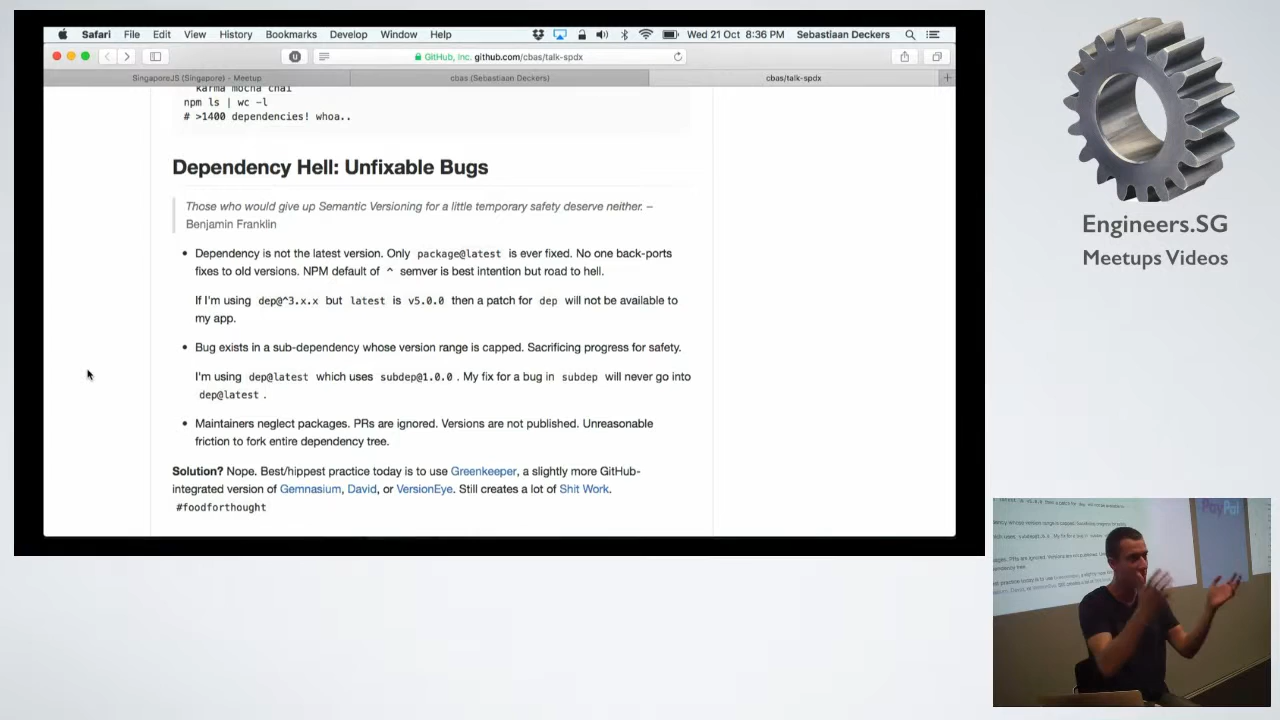 Safari File Edit View History Bookmarks Develop Window Help Wed 21 Oct 8:36 PM Sebastiaan Deckers
GitHub, Inc. github.com/cbas/talk-spdx
SingaporeJS (Singapore) - Meetup cbas (Sebastiaan Deckers) cbas/talk-spdx
karma mocha chai
npm ls | wc -l
# >1400 dependencies! whoa..
Dependency Hell: Unfixable Bugs
Those who would give up Semantic Versioning for a little temporary safety deserve neither. –
Benjamin Franklin
• Dependency is not the latest version. Only package@latest is ever fixed. No one back-ports
fixes to old versions. NPM default of ^ semver is best intention but road to hell.
If I'm using dep@^3.x.x but latest is v5.0.0 then a patch for dep will not be available to
my app.
• Bug exists in a sub-dependency whose version range is capped. Sacrificing progress for safety.
I'm using dep@latest which uses subdep@1.0.0 . My fix for a bug in subdep will never go into
dep@latest .
• Maintainers neglect packages. PRs are ignored. Versions are not published. Unreasonable
friction to fork entire dependency tree.
Solution? Nope. Best/hippest practice today is to use Greenkeeper, a slightly more GitHub-
integrated version of Gemnasium, David, or VersionEye. Still creates a lot of Shit Work.
#foodforthought
Engineers.SG
Meetups Videos
PayPal